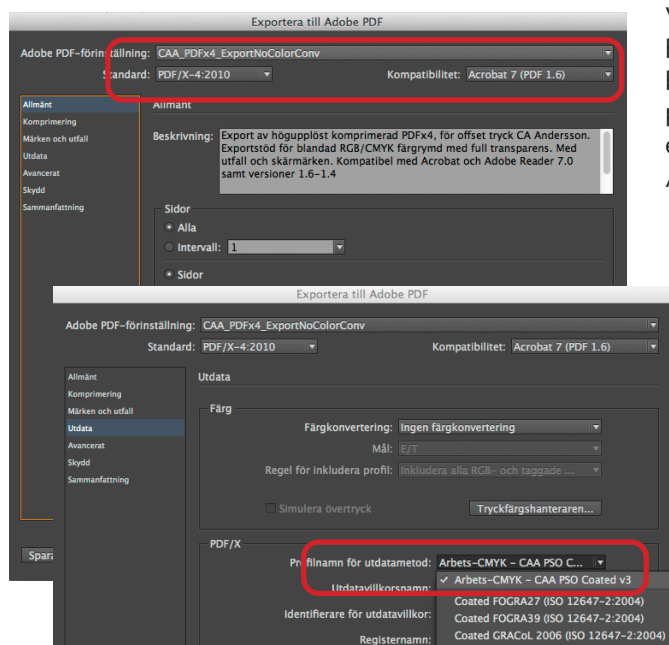 Exportera till Adobe PDF
Adobe PDF-förinställning: CAA_PDFx4_ExportNoColorConv
Standard: PDF/X-4:2010 Kompatibilitet: Acrobat 7 (PDF 1.6)
Allmänt
Komprimering
Märken och utfall
Utdata
Avancerat
Skydd
Sammanfattning
Allmänt
Beskrivning: Export av högupplöst komprimerad PDFx4, för offset tryck CA Andersson.
Exportstöd för blandad RGB/CMYK färgrymd med full transparens. Med
utfall och skärmärken. Kompatibel med Acrobat och Adobe Reader 7.0
samt versioner 1.6-1.4
Sidor
Alla
Intervall: 1
Sidor
Exportera till Adobe PDF
Adobe PDF-förinställning: CAA_PDFx4_ExportNoColorConv
Standard: PDF/X-4:2010 Kompatibilitet: Acrobat 7 (PDF 1.6)
Allmänt
Komprimering
Märken och utfall
Utdata
Avancerat
Skydd
Sammanfattning
Utdata
Färg
Färgkonvertering: Ingen färgkonvertering
Mål: E/T
Regel för inkludera profil: Inkludera alla RGB- och taggade ...
Simulera övertryck Tryckfärgshanteraren...
PDF/X
Profilnamn för utdatametod: Arbets-CMYK - CAA PSO C...
✓ Arbets-CMYK - CAA PSO Coated v3
Utdatavillkorsnamn:
Coated FOGRA27 (ISO 12647-2:2004)
Identifierare för utdatavillkor: Coated FOGRA39 (ISO 12647-2:2004)
Registernamn: Coated GRACoL 2006 (ISO 12647-2:2004)